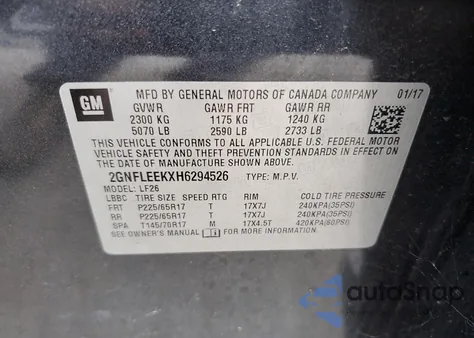 GM
MFD BY GENERAL MOTORS OF CANADA COMPANY 01/17
GVWR GAWR FRT GAWR RR
2300 KG 1175 KG 1240 KG
5070 LB 2590 LB 2733 LB
THIS VEHICLE CONFORMS TO ALL APPLICABLE U.S. FEDERAL MOTOR
VEHICLE SAFETY, BUMPER, AND THEFT PREVENTION STANDARDS IN EFFECT ON
THE DATE OF MANUFACTURE SHOWN ABOVE.
2GNFLEEKXH6294526 TYPE: M.P.V.
MODEL: LF26
LBBC TIRE SIZE SPEED RTG RIM COLD TIRE PRESSURE
FRT P225/65R17 17X7J 240KPA(35PSI)
RR P225/65R17 17X7J 240KPA(35PSI)
SPA T145/70R17 M 17X4.5T 420KPA(60PSI)
SEE OWNER'S MANUAL FOR ADDITIONAL INFORMATION.
autoSnap